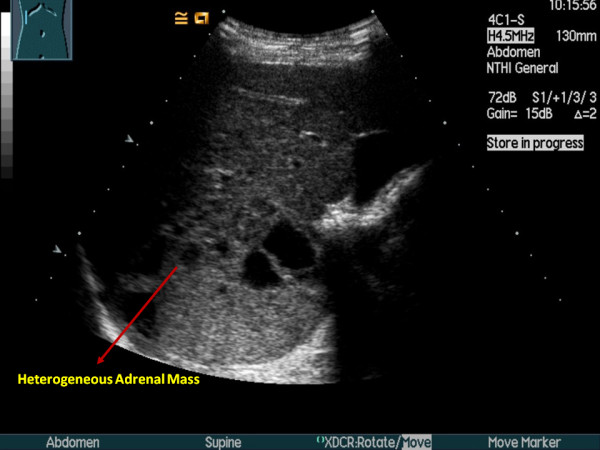 10:15:56
4C1-S
H4.5MHz 130mm
Abdomen
NTHI General
72dB S1/+1/3/ 3
Gain= 15dB Δ=2
Store in progress
Heterogeneous Adrenal Mass
Abdomen Supine XDCR:Rotate/Move Move Marker